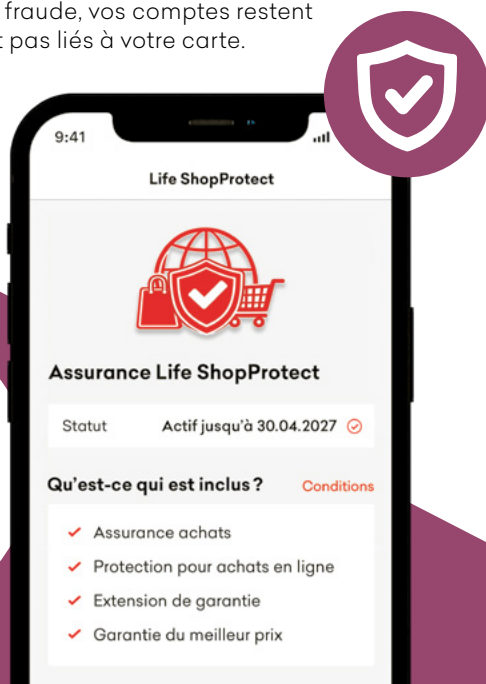 fraude, vos comptes restent
pas liés à votre carte.
9:41
Life ShopProtect
Assurance Life ShopProtect
Statut Actif jusqu'à 30.04.2027
Qu'est-ce qui est inclus ? Conditions
Assurance achats
Protection pour achats en ligne
Extension de garantie
Garantie du meilleur prix